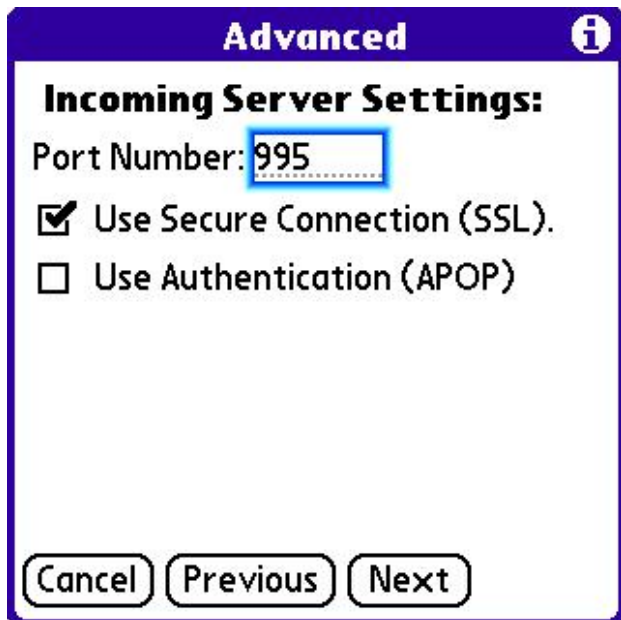 Advanced
Incoming Server Settings:
Port Number: 995
Use Secure Connection (SSL).
Use Authentication (APOP)
Cancel Previous Next